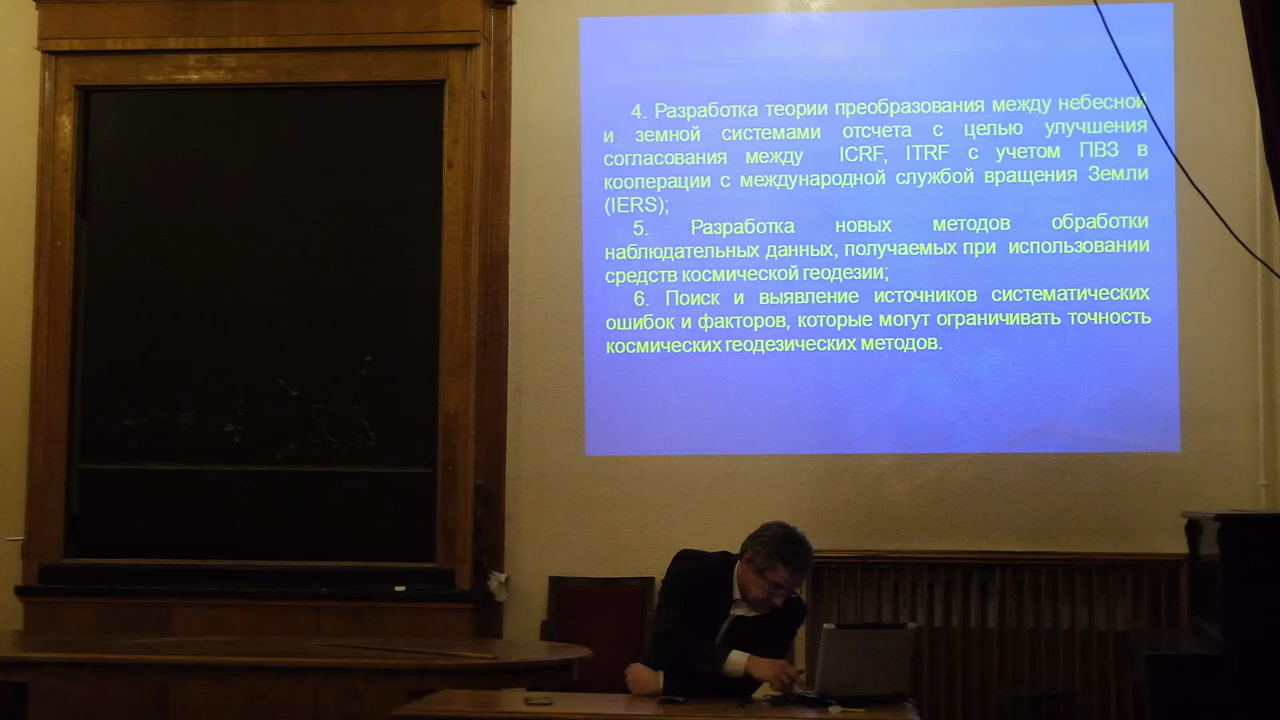 4. Разработка теории преобразования между небесной
и земной системами отсчета с целью улучшения
согласования между ICRF, ITRF с учетом ПВЗ в
кооперации с международной службой вращения Земли
(IERS);
5. Разработка новых методов обработки
наблюдательных данных, получаемых при использовании
средств космической геодезии;
6. Поиск и выявление источников систематических
ошибок и факторов, которые могут ограничивать точность
космических геодезических методов.